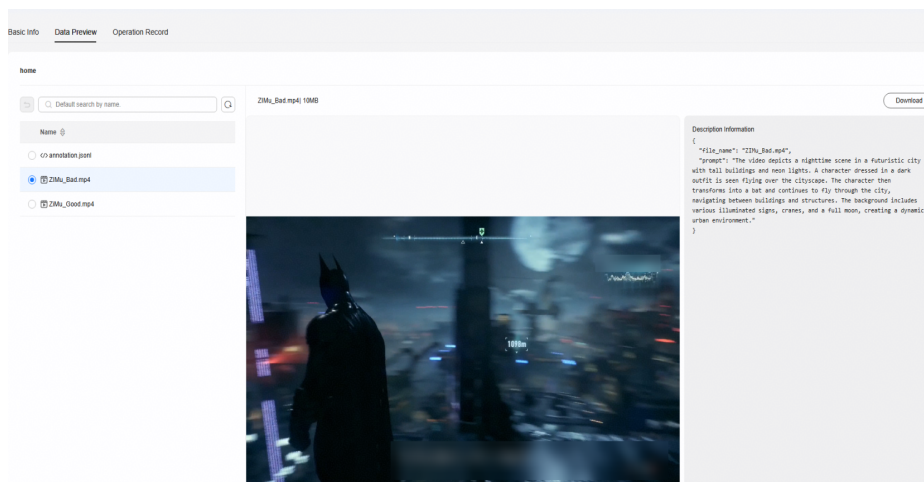 Basic Info Data Preview Operation Record
home
Default search by name.
ZIMu_Bad.mp4| 10MB
Download
Name
</> annotation.jsonl
ZIMu_Bad.mp4
ZIMu_Good.mp4
Description Information
{
"file_name": "ZIMu_Bad.mp4",
"prompt": "The video depicts a nighttime scene in a futuristic city
with tall buildings and neon lights. A character dressed in a dark
outfit is seen flying over the cityscape. The character then
transforms into a bat and continues to fly through the city,
navigating between buildings and structures. The background includes
various illuminated signs, cranes, and a full moon, creating a dynamic
urban environment."
}
1098m